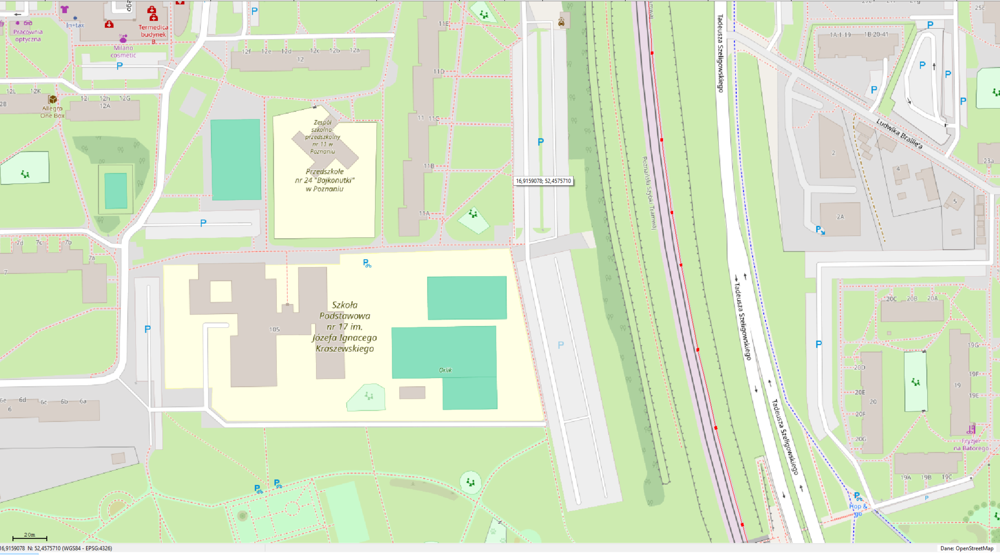 In+tax
Pracownia
optyczna
Termedica
budynek
B
Milano
cosmetic
P
P
12f
12e
12d
12c
12b
12a
12
11E
11D
11
11C
11B
11A
12L
12K
12i
12h
12G
12A
Allegro
One Box
Zespół
szkolno-
przedszkolny
nr 11 w
Poznaniu
Przedszkole
nr 24 "Bajkonutki"
w Poznaniu
P
16,9159078; 52,4575710
Poznański Szybki Tramwaj
Tadeusza Szeligowskiego
1A 1-19
1B 20-41
25c
P
P
P
P
P
Ludwika Braille'a
2
4
5
2A
23a
P
P
7d
7c
7b
7a
7
P
P
105
Szkoła
Podstawowa
nr 17 im.
Józefa Ignacego
Kraszewskiego
Orlik
P
Tadeusza Szeligowskiego
Tadeusza Szeligowskiego
P
20C
20B
20A
19G
20D
19F
19
20E
19E
20
20F
20G
Fryzjer
na Batorego
19A
19B
19C
P
P
Hop &
go
6e
6d
6c
6b
6a
6
P
P
20m
16,9159078 N: 52,4575710 (WGS84 - EPSG:4326)
Dane: OpenStreetMap